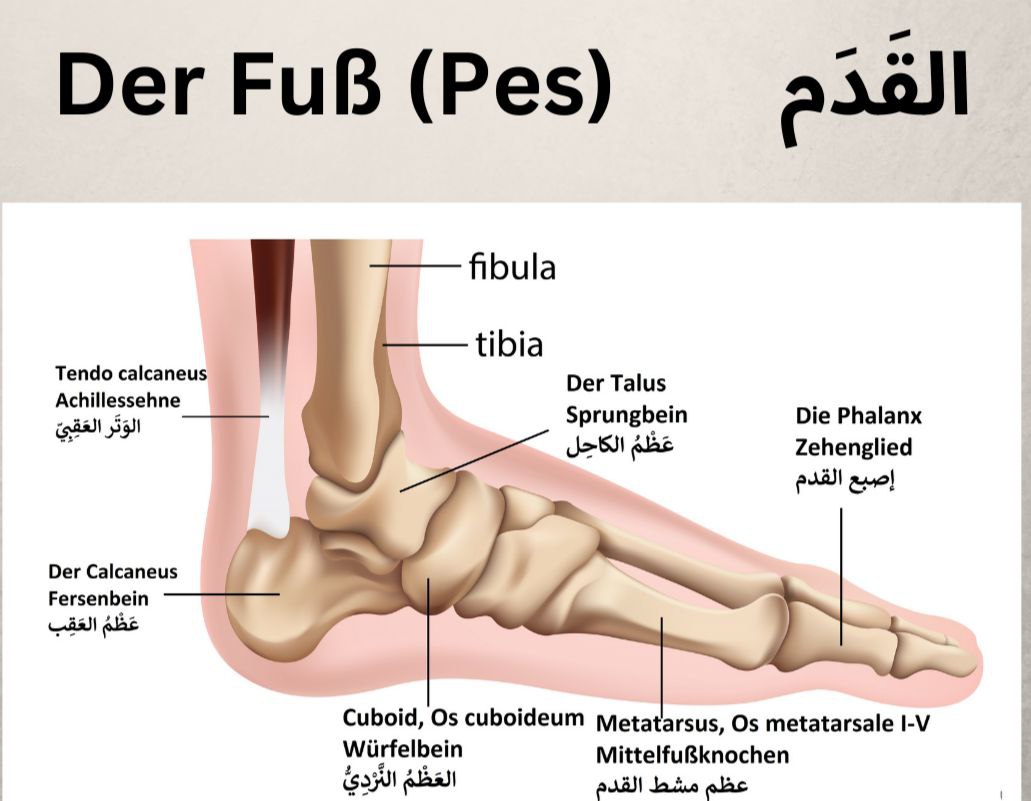 Der Fuß (Pes)
القَدَم
fibula
tibia
Tendo calcaneus
Achillessehne
الوَتَر العَقِبِيّ
Der Talus
Sprungbein
عَظْمُ الكاحِل
Die Phalanx
Zehenglied
إصبع القدم
Der Calcaneus
Fersenbein
عَظْمُ العَقِب
Cuboid, Os cuboideum
Würfelbein
العَظْمُ النَّرْدِيُّ
Metatarsus, Os metatarsale I-V
Mittelfußknochen
عظم مشط القدم